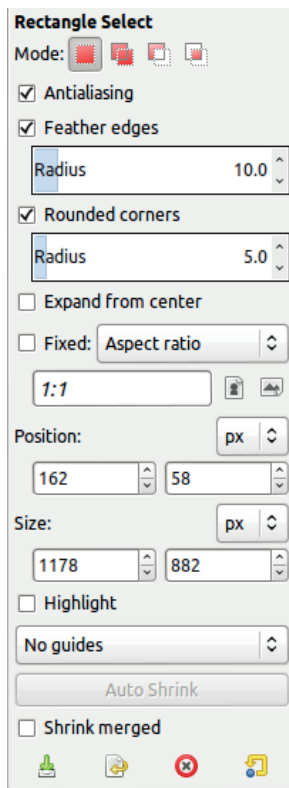 Rectangle Select
Mode:
Antialiasing
Feather edges
Radius 10.0
Rounded corners
Radius 5.0
Expand from center
Fixed: Aspect ratio
1:1
Position: px
162 58
Size: px
1178 882
Highlight
No guides
Auto Shrink
Shrink merged